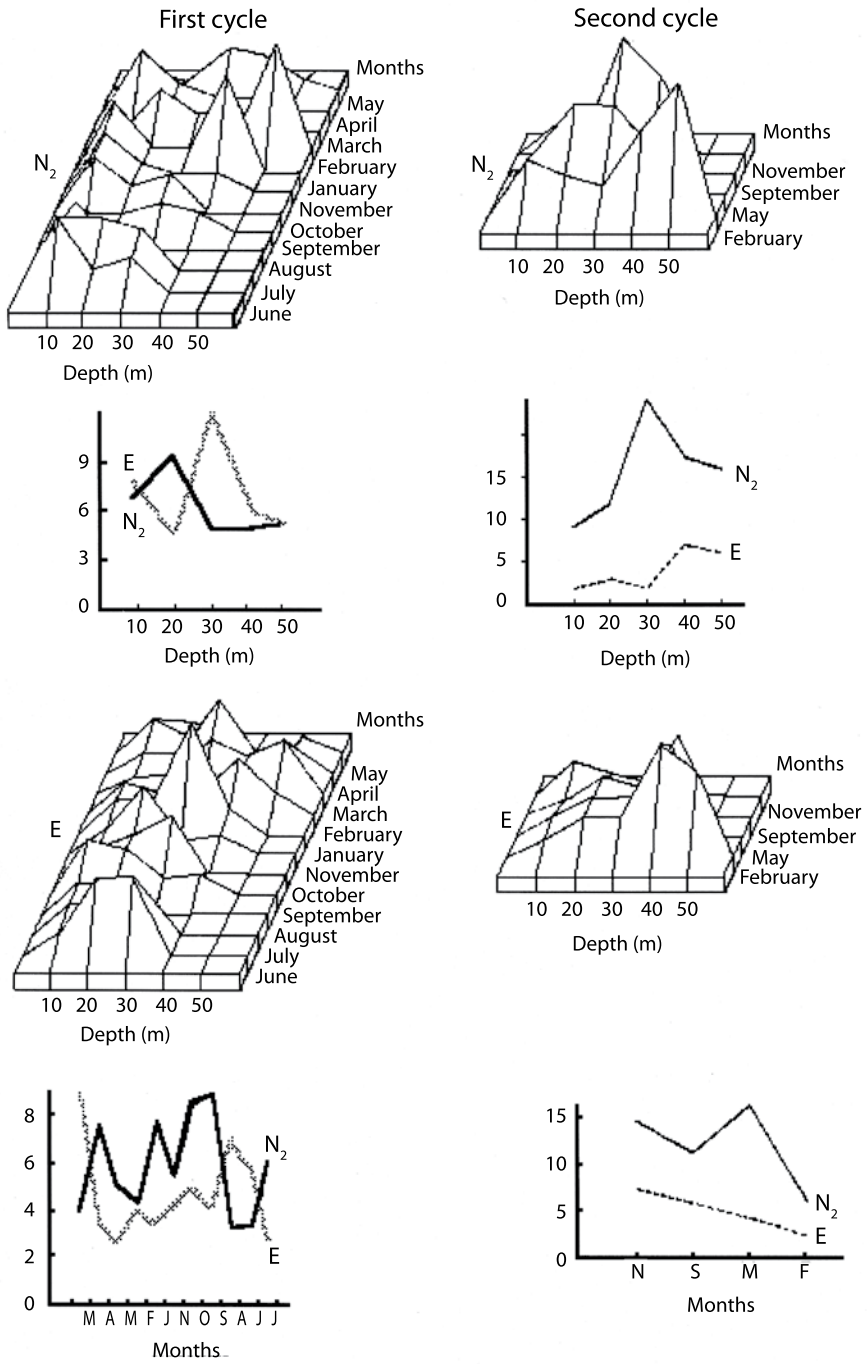 First cycle
Second cycle
Months
May
April
March
February
January
November
October
September
August
July
June
N2
10 20 30 40 50
Depth (m)
Months
November
September
May
February
N2
10 20 30 40 50
Depth (m)
9
6
3
0
E
N2
10 20 30 40 50
Depth (m)
15
10
5
0
N2
E
10 20 30 40 50
Depth (m)
Months
May
April
March
February
January
November
October
September
August
July
June
E
10 20 30 40 50
Depth (m)
Months
November
September
May
February
E
10 20 30 40 50
Depth (m)
8
6
4
2
0
N2
E
M A M F J N O S A J J
Months
15
10
5
0
N2
E
N S M F
Months